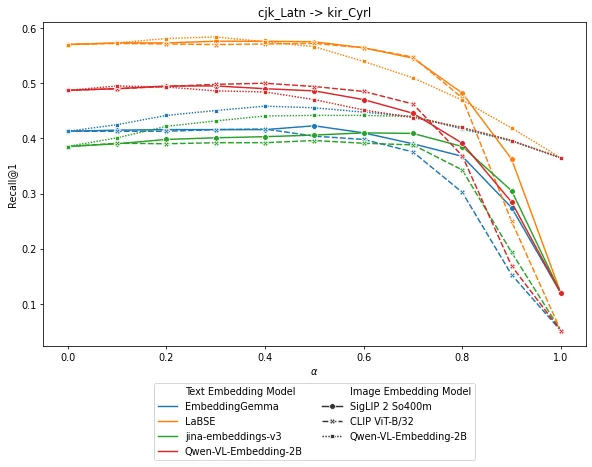 cjk_Latn -> kir_Cyrl
Recall@1
0.6
0.5
0.4
0.3
0.2
0.1
0.0 0.2 0.4 0.6 0.8 1.0
α
Text Embedding Model Image Embedding Model
EmbeddingGemma SigLIP 2 So400m
LaBSE CLIP ViT-B/32
jina-embeddings-v3 Qwen-VL-Embedding-2B
Qwen-VL-Embedding-2B